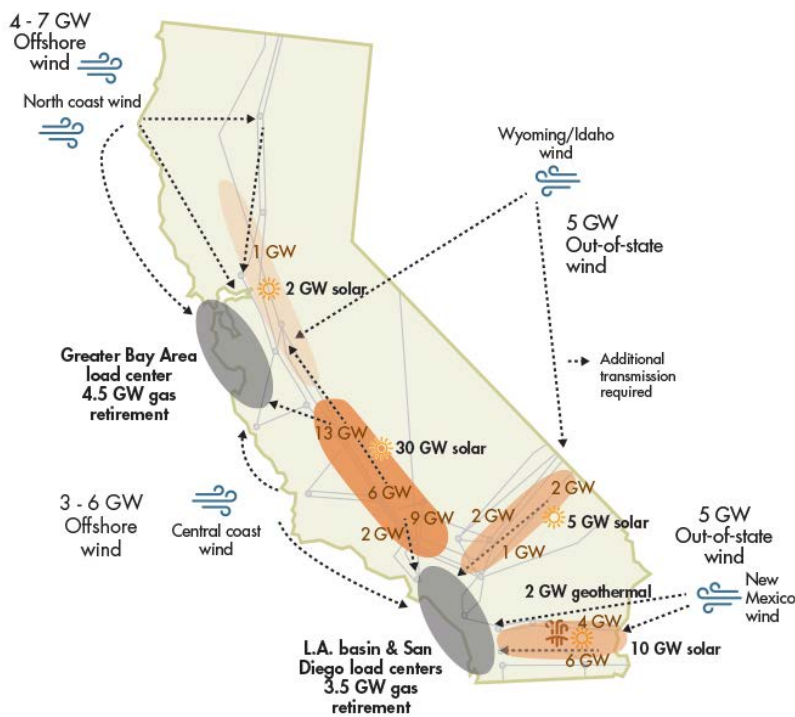 4 - 7 GW
Offshore
wind
North coast wind
Wyoming/Idaho
wind
5 GW
Out-of-state
wind
1 GW
2 GW solar
Greater Bay Area
load center
4.5 GW gas
retirement
Additional
transmission
required
13 GW
30 GW solar
6 GW
9 GW
2 GW
3 - 6 GW
Offshore
wind
Central coast
wind
2 GW
2 GW
5 GW solar
1 GW
5 GW
Out-of-state
wind
2 GW geothermal
New
Mexico
wind
4 GW
10 GW solar
6 GW
L.A. basin & San
Diego load centers
3.5 GW gas
retirement